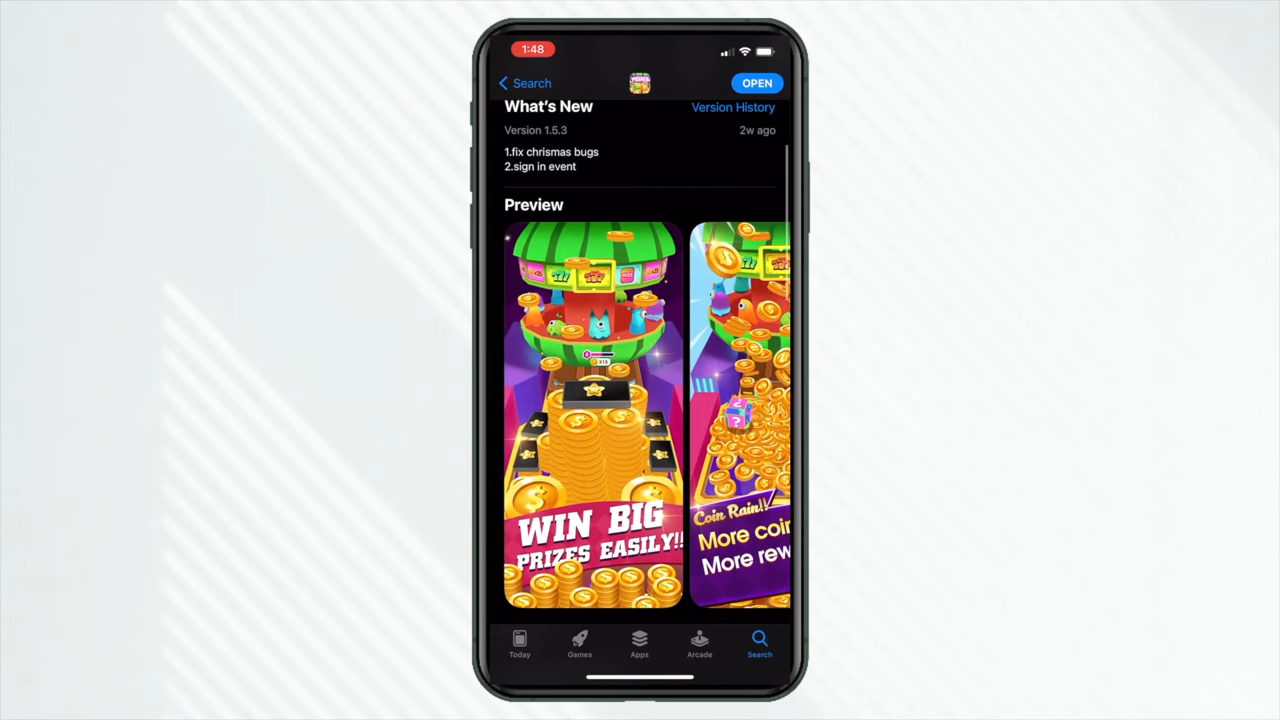 1:48
Search
OPEN
What's New
Version History
Version 1.5.3
2w ago
1.fix chrismas bugs
2.sign in event
Preview
WIN BIG
PRIZES EASILY!!
Coin Rain!!
More coi
More rew
Today
Games
Apps
Arcade
Search